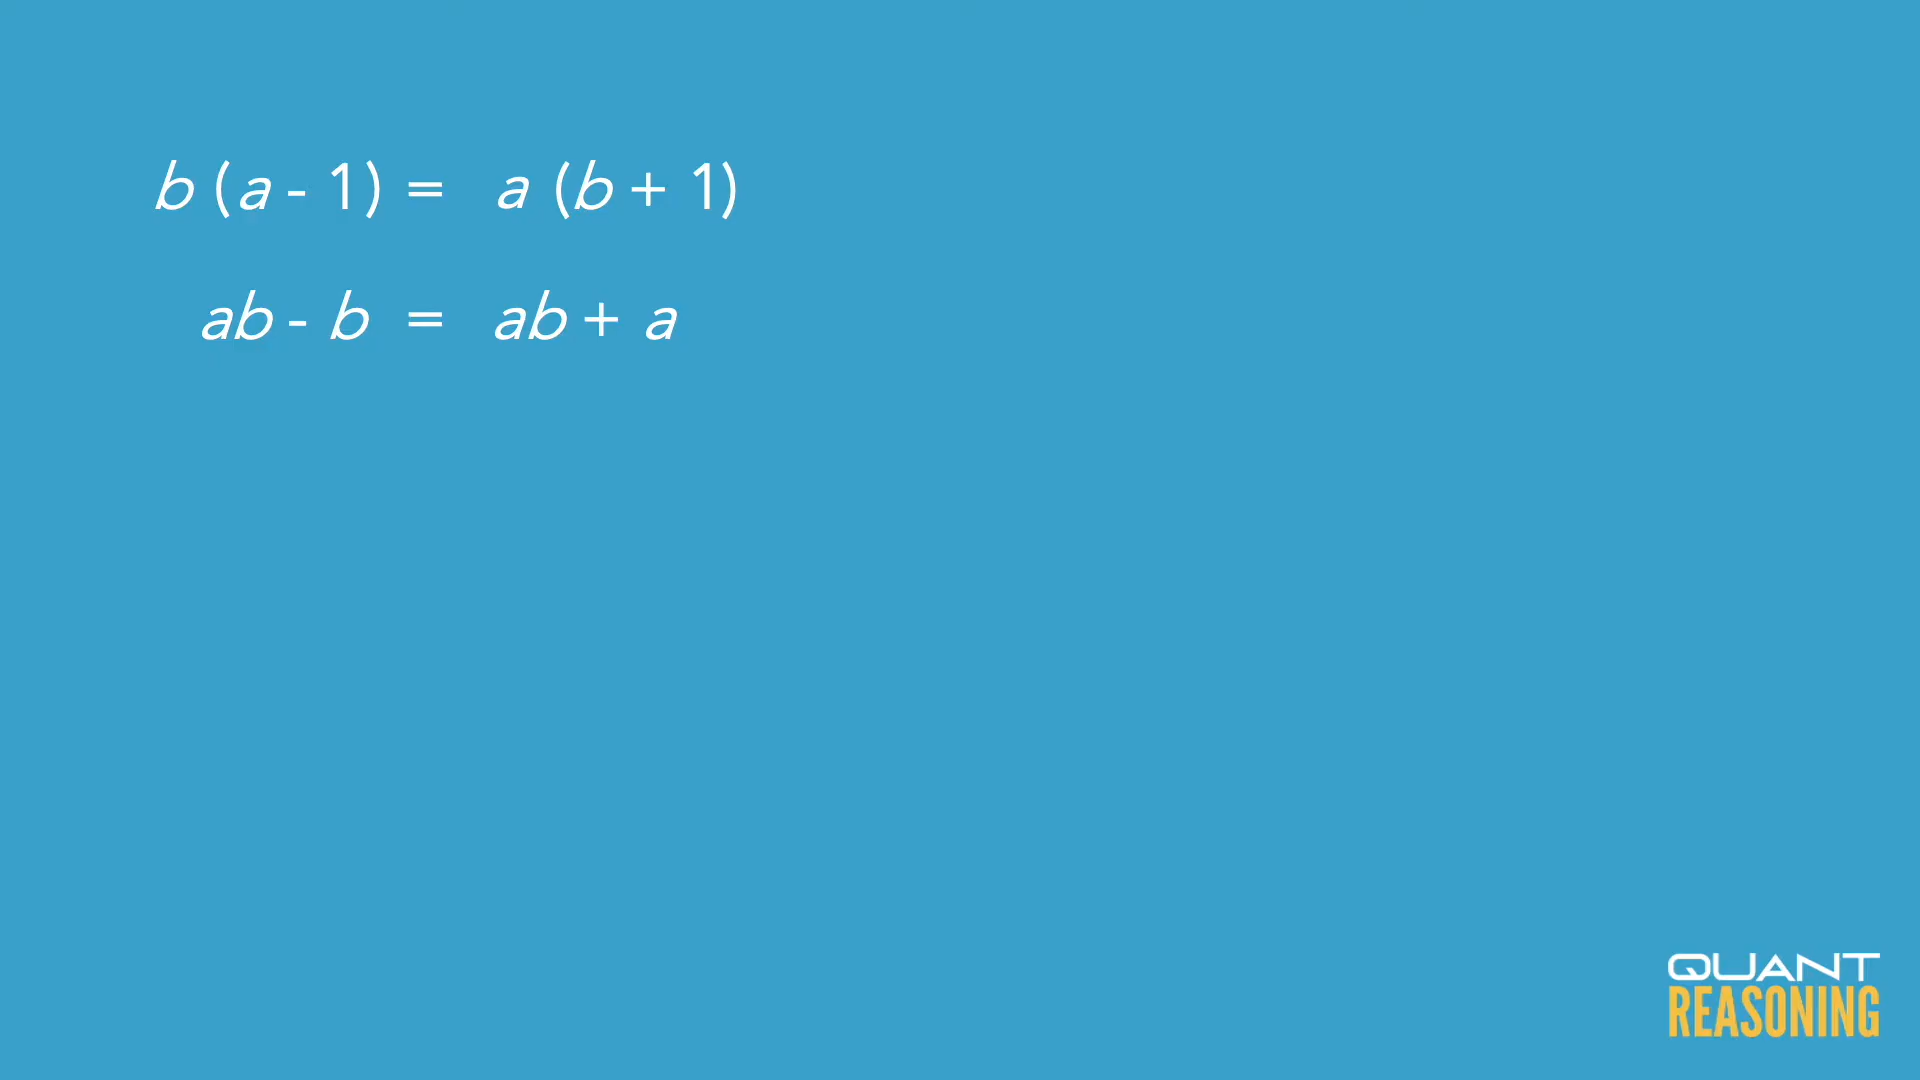 b (a - 1) = a (b + 1)
ab - b = ab + a
QUANT
REASONING